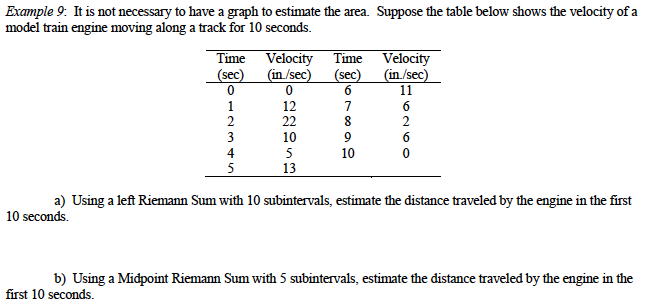 Example 9: It is not necessary to have a graph to estimate the area. Suppose the table below shows the velocity of a
model train engine moving along a track for 10 seconds.
Time Velocity Time Velocity
(sec) (in./sec) (sec) (in./sec)
0 0 6 11
1 12 7 6
2 22 8 2
3 10 9 6
4 5 10 0
5 13
a) Using a left Riemann Sum with 10 subintervals, estimate the distance traveled by the engine in the first
10 seconds.
b) Using a Midpoint Riemann Sum with 5 subintervals, estimate the distance traveled by the engine in the
first 10 seconds.